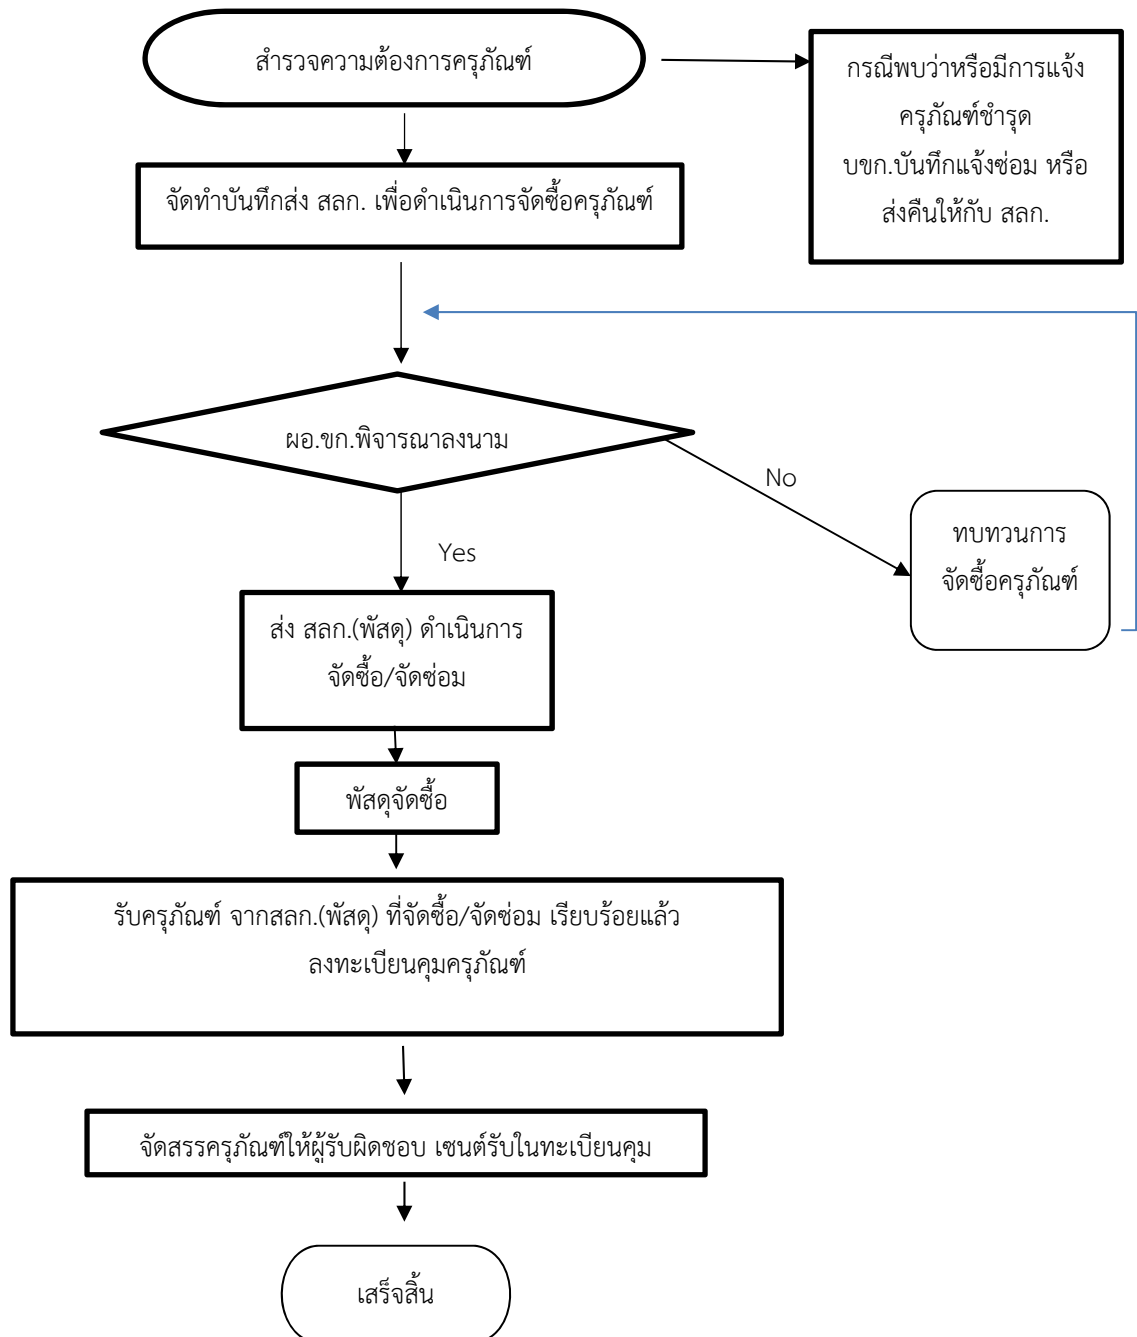 สำรวจความต้องการครุภัณฑ์
กรณีพบว่าหรือมีการแจ้ง
ครุภัณฑ์ชำรุด
บขก.บันทึกแจ้งซ่อม หรือ
ส่งคืนให้กับ สลก.
จัดทำบันทึกส่ง สลก. เพื่อดำเนินการจัดซื้อครุภัณฑ์
ผอ.ขก.พิจารณาลงนาม
No
ทบทวนการ
จัดซื้อครุภัณฑ์
Yes
ส่ง สลก.(พัสดุ) ดำเนินการ
จัดซื้อ/จัดซ่อม
พัสดุจัดซื้อ
รับครุภัณฑ์ จากสลก.(พัสดุ) ที่จัดซื้อ/จัดซ่อม เรียบร้อยแล้ว
ลงทะเบียนคุมครุภัณฑ์
จัดสรรครุภัณฑ์ให้ผู้รับผิดชอบ เซนต์รับในทะเบียนคุม
เสร็จสิ้น